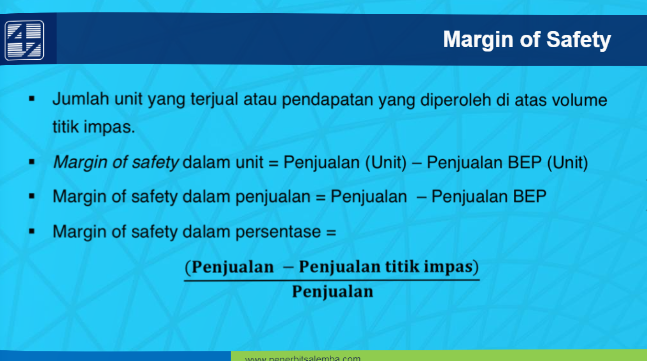 Margin of Safety
▪ Jumlah unit yang terjual atau pendapatan yang diperoleh di atas volume
titik impas.
▪ Margin of safety dalam unit = Penjualan (Unit) – Penjualan BEP (Unit)
▪ Margin of safety dalam penjualan = Penjualan – Penjualan BEP
▪ Margin of safety dalam persentase =
(Penjualan – Penjualan titik impas)
Penjualan
www.penerbitsalemba.com